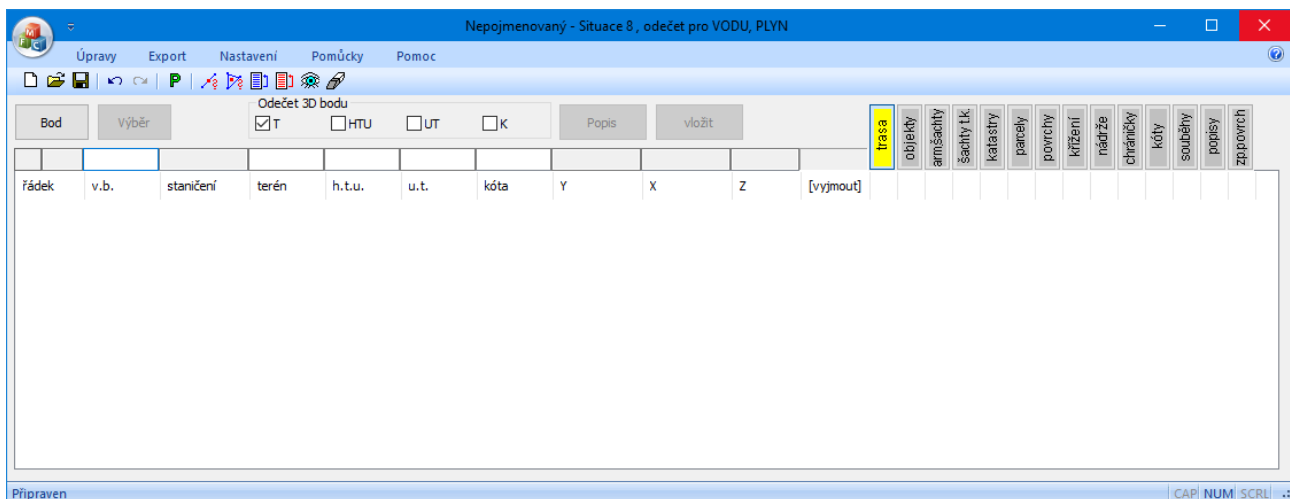 Nepojmenovaný - Situace 8 , odečet pro VODU, PLYN
Úpravy Export Nastavení Pomůcky Pomoc
P
Odečet 3D bodu
Bod Výběr T HTU UT K Popis vložit
trasa objekty armšachty šachty t.k. katastry parcely povrchy křížení nádrže chráničky kóty souběhy popisy zp.povrch
řádek v.b. staničení terén h.t.u. u.t. kóta Y X Z [vyjmout]
Připraven CAP NUM SCRL